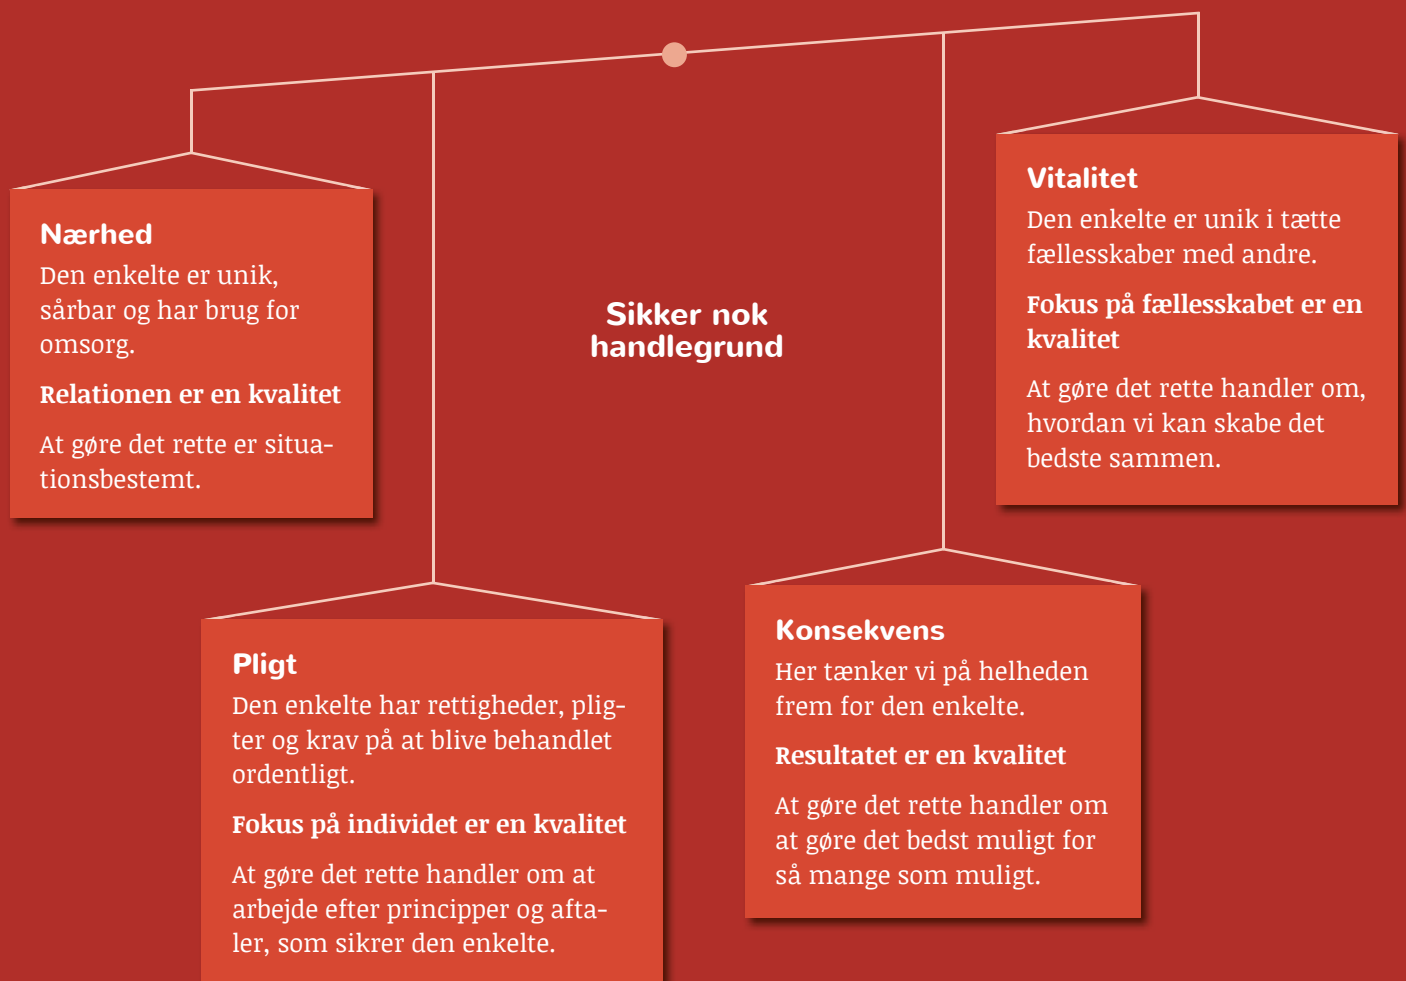 Nærhed
Den enkelte er unik,
sårbar og har brug for
omsorg.
Relationen er en kvalitet
At gøre det rette er situa-
tionsbestemt.
Pligt
Den enkelte har rettigheder, plig-
ter og krav på at blive behandlet
ordentligt.
Fokus på individet er en kvalitet
At gøre det rette handler om at
arbejde efter principper og afta-
ler, som sikrer den enkelte.
Sikker nok
handlegrund
Konsekvens
Her tænker vi på helheden
frem for den enkelte.
Resultatet er en kvalitet
At gøre det rette handler om
at gøre det bedst muligt for
så mange som muligt.
Vitalitet
Den enkelte er unik i tætte
fællesskaber med andre.
Fokus på fællesskabet er en
kvalitet
At gøre det rette handler om,
hvordan vi kan skabe det
bedste sammen.